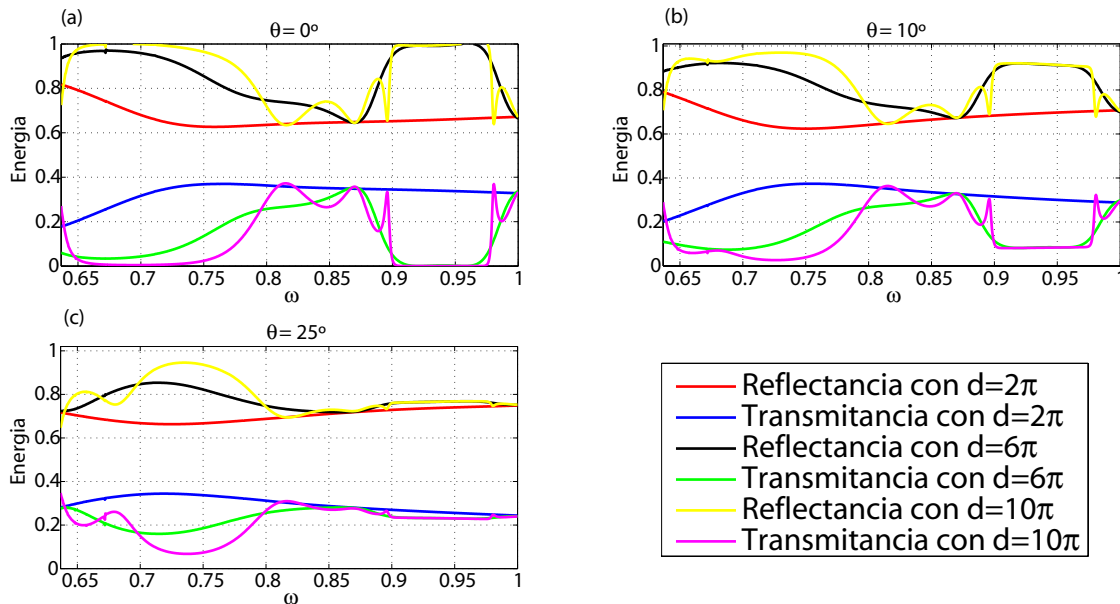 (a)
θ= 0º
Energia
1
0.8
0.6
0.4
0.2
0
0.65 0.7 0.75 0.8 0.85 0.9 0.95 1
ω
(b)
θ= 10º
Energia
1
0.8
0.6
0.4
0.2
0
0.65 0.7 0.75 0.8 0.85 0.9 0.95 1
ω
(c)
θ= 25º
Energia
1
0.8
0.6
0.4
0.2
0
0.65 0.7 0.75 0.8 0.85 0.9 0.95 1
ω
Reflectancia con d=2π
Transmitancia con d=2π
Reflectancia con d=6π
Transmitancia con d=6π
Reflectancia con d=10π
Transmitancia con d=10π